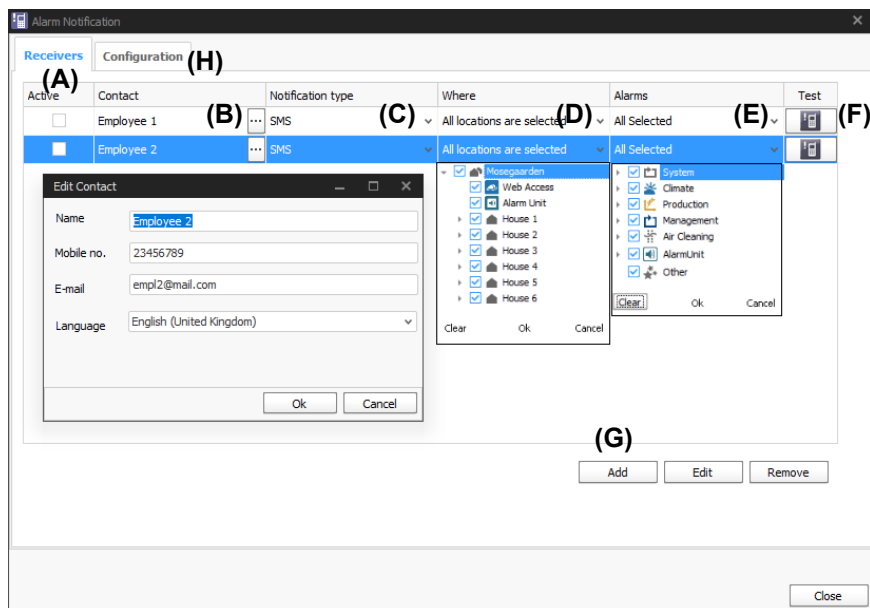 Alarm Notification
Receivers Configuration (H)
(A)
Active Contact Notification type Where Alarms Test
Employee 1 (B) ... SMS (C) All locations are selected (D) All Selected (E) (F)
Employee 2 ... SMS All locations are selected All Selected
Edit Contact
Name Employee 2
Mobile no. 23456789
E-mail empl2@mail.com
Language English (United Kingdom)
Ok Cancel
Mosegaarden
Web Access
Alarm Unit
House 1
House 2
House 3
House 4
House 5
House 6
Clear Ok Cancel
System
Climate
Production
Management
Air Cleaning
AlarmUnit
Other
Clear Ok Cancel
(G)
Add Edit Remove
Close